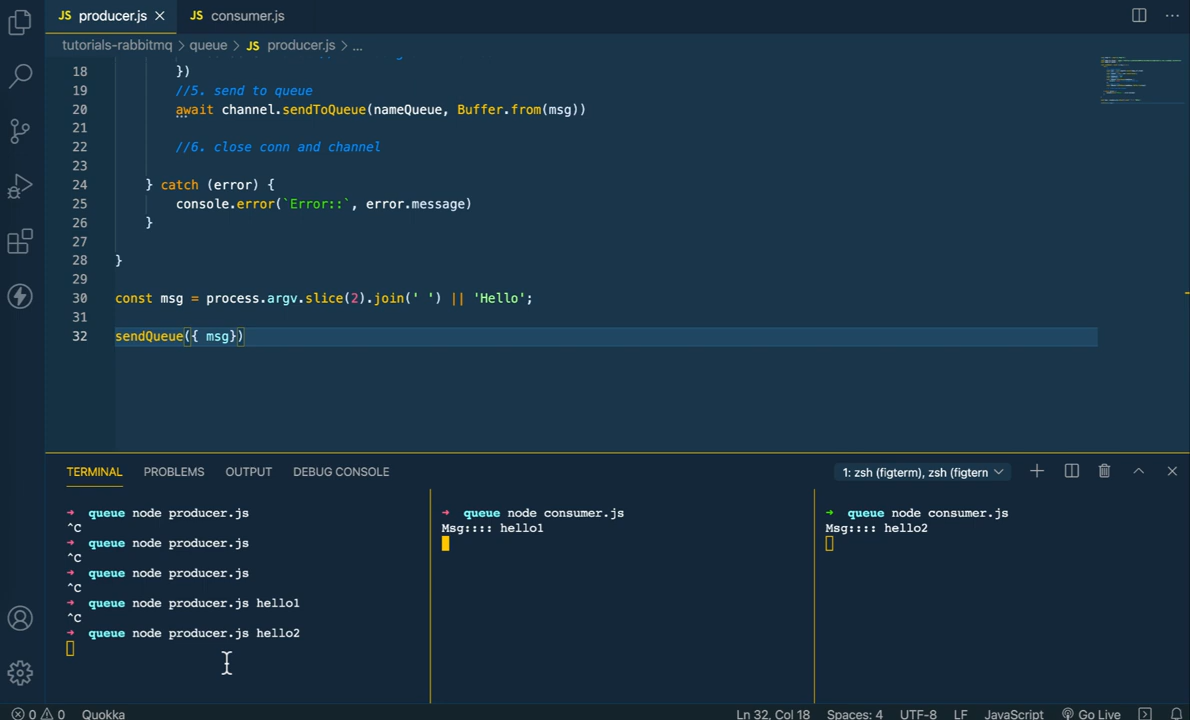 JS producer.js
JS consumer.js
tutorials-rabbitmq > queue > JS producer.js > ...
18 })
19 //5. send to queue
20 await channel.sendToQueue(nameQueue, Buffer.from(msg))
21
22 //6. close conn and channel
23
24 } catch (error) {
25 console.error(`Error::`, error.message)
26 }
27
28 }
29
30 const msg = process.argv.slice(2).join(' ') || 'Hello';
31
32 sendQueue({ msg})
TERMINAL PROBLEMS OUTPUT DEBUG CONSOLE
1: zsh (figterm), zsh (figtern
→ queue node producer.js
^C
→ queue node producer.js
^C
→ queue node producer.js
^C
→ queue node producer.js hello1
^C
→ queue node producer.js hello2
→ queue node consumer.js
Msg:::: hello1
→ queue node consumer.js
Msg:::: hello2
0 0 Quokka
Ln 32, Col 18 Spaces: 4 UTF-8 LF JavaScript Go Live